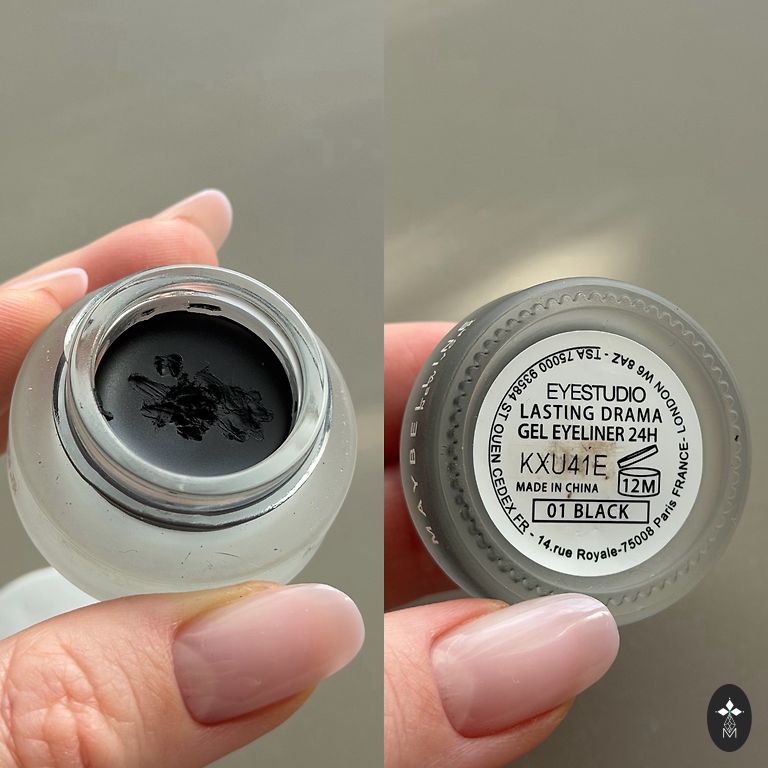 MAYBELLINE
EYESTUDIO
LASTING DRAMA
GEL EYELINER 24H
KXU41E
MADE IN CHINA
12M
01 BLACK
TSA 75000 93584 ST OUEN CEDEX.FR - 14.rue Royale-75008 Paris FRANCE - LONDON W6 8AZ -
M